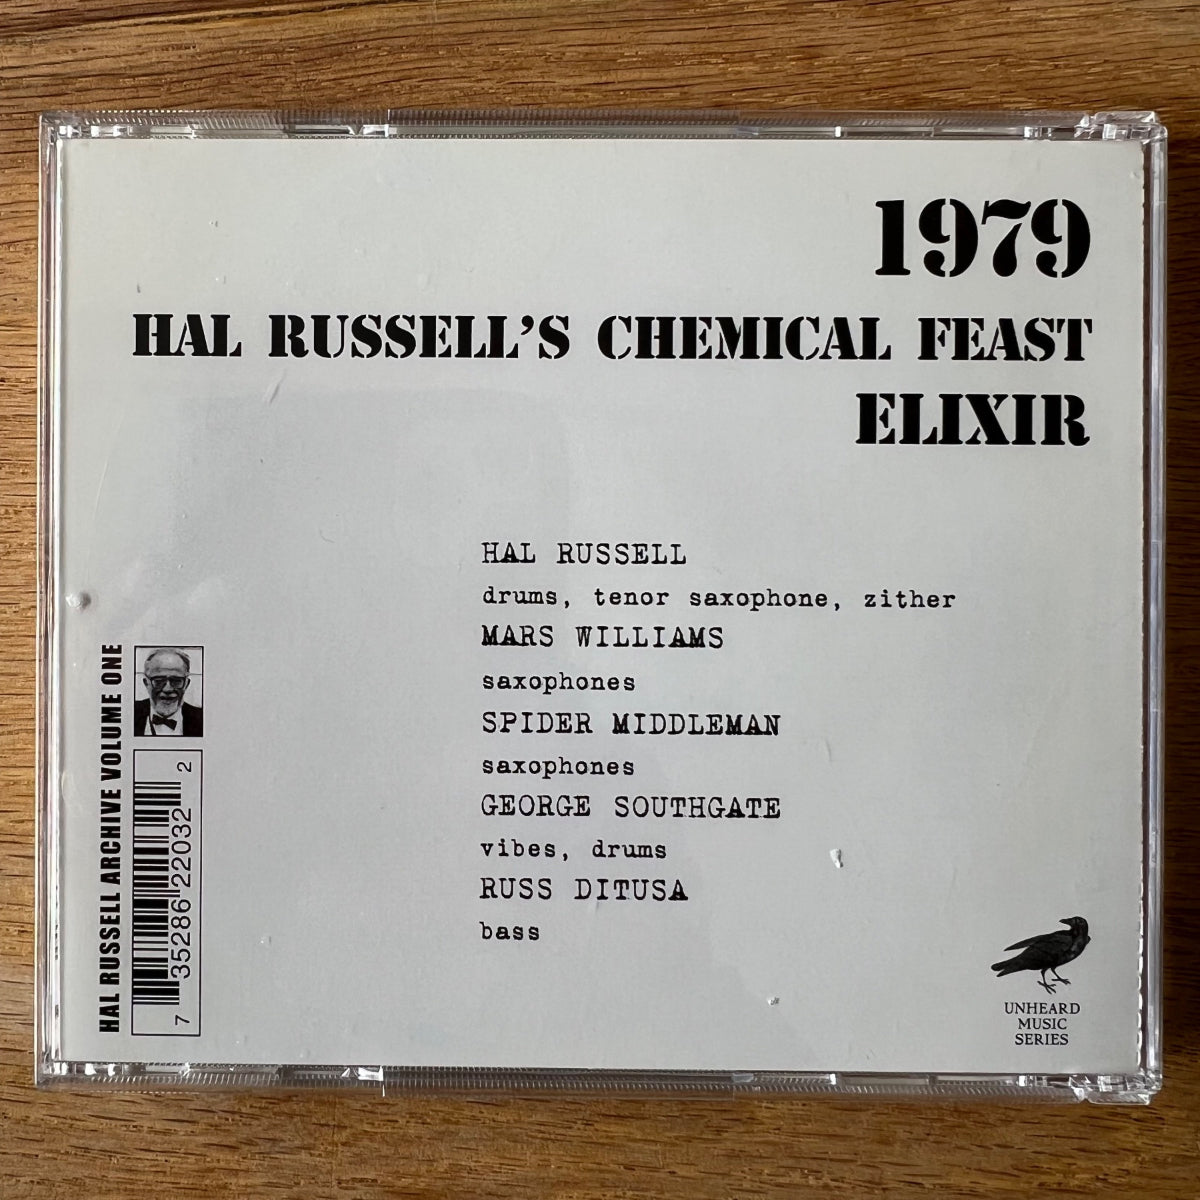 1979
HAL RUSSELL'S CHEMICAL FEAST
ELIXIR
HAL RUSSELL
drums, tenor saxophone, zither
MARS WILLIAMS
saxophones
SPIDER MIDDLEMAN
saxophones
GEORGE SOUTHGATE
vibes, drums
RUSS DITUSA
bass
HAL RUSSELL ARCHIVE VOLUME ONE
7 35286 22032 2
UNHEARD
MUSIC
SERIES